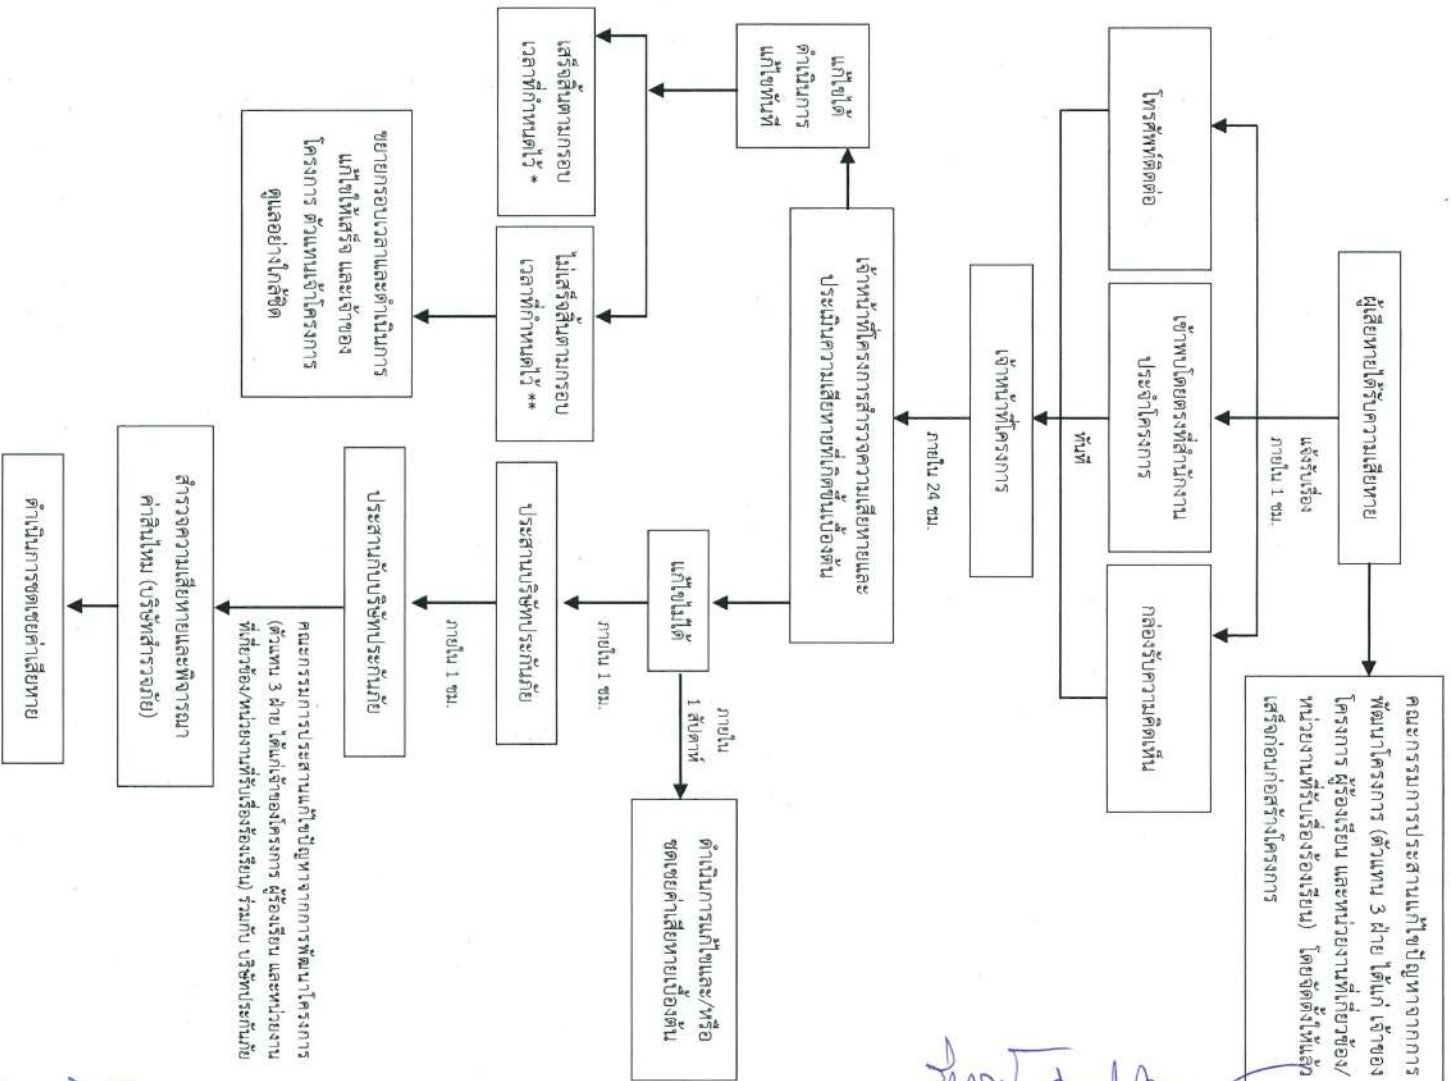 ผู้เสียหายได้รับความเสียหาย
คณะกรรมการประสานแก้ไขปัญหาจากการ
พัฒนาโครงการ (ตัวแทน 3 ฝ่าย ได้แก่ เจ้าของ
โครงการ ผู้ร้องเรียน และหน่วยงานที่เกี่ยวข้อง/
หน่วยงานที่รับเรื่องร้องเรียน) โดยจัดตั้งให้แล้ว
เสร็จก่อนก่อสร้างโครงการ
แจ้งรับเรื่อง
ภายใน 1 ชม.
โทรศัพท์ติดต่อ
เข้าพบโดยตรงที่สำนักงาน
ประจำโครงการ
กล่องรับความคิดเห็น
ทันที
เจ้าหน้าที่โครงการ
ภายใน 24 ชม.
เจ้าหน้าที่โครงการสำรวจความเสียหายและ
ประเมินความเสียหายที่เกิดขึ้นเบื้องต้น
แก้ไขได้
ดำเนินการ
แก้ไขทันที
แก้ไขไม่ได้
ภายใน
1 สัปดาห์
ดำเนินการแก้ไขและ/หรือ
ชดเชยค่าเสียหายเบื้องต้น
เสร็จสิ้นตามกรอบ
เวลาที่กำหนดไว้ *
ไม่เสร็จสิ้นตามกรอบ
เวลาที่กำหนดไว้ **
ภายใน 1 ชม.
ประสานบริษัทประกันภัย
ขยายกรอบเวลาและดำเนินการ
แก้ไขให้เสร็จ และเจ้าของ
โครงการ ตัวแทนเจ้าโครงการ
ดูแลอย่างใกล้ชิด
ภายใน 1 ชม.
ประสานกับบริษัทประกันภัย
คณะกรรมการประสานแก้ไขปัญหาจากการพัฒนาโครงการ
(ตัวแทน 3 ฝ่าย ได้แก่เจ้าของโครงการ ผู้ร้องเรียน และหน่วยงาน
ที่เกี่ยวข้อง/หน่วยงานที่รับเรื่องร้องเรียน) ร่วมกับ บริษัทประกันภัย
สำรวจความเสียหายและพิจารณา
ค่าสินไหม (บริษัทสำรวจภัย)
ดำเนินการชดเชยค่าเสียหาย